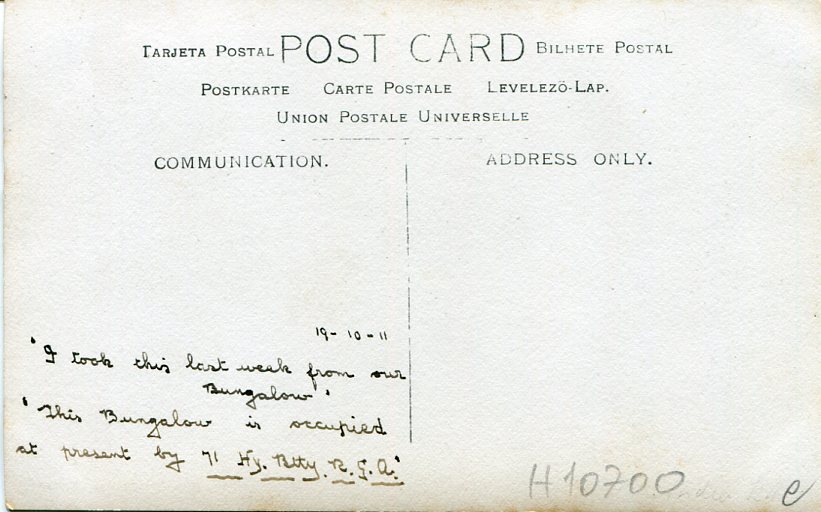 TARJETA POSTAL POST CARD BILHETE POSTAL
POSTKARTE CARTE POSTALE LEVELEZÖ-LAP.
UNION POSTALE UNIVERSELLE
COMMUNICATION.
ADDRESS ONLY.
19-10-11
'I took this last week from our
Bungalow'
'This Bungalow is occupied
at present by 71 Hy. Btty. R. G. A.'
H10700
e